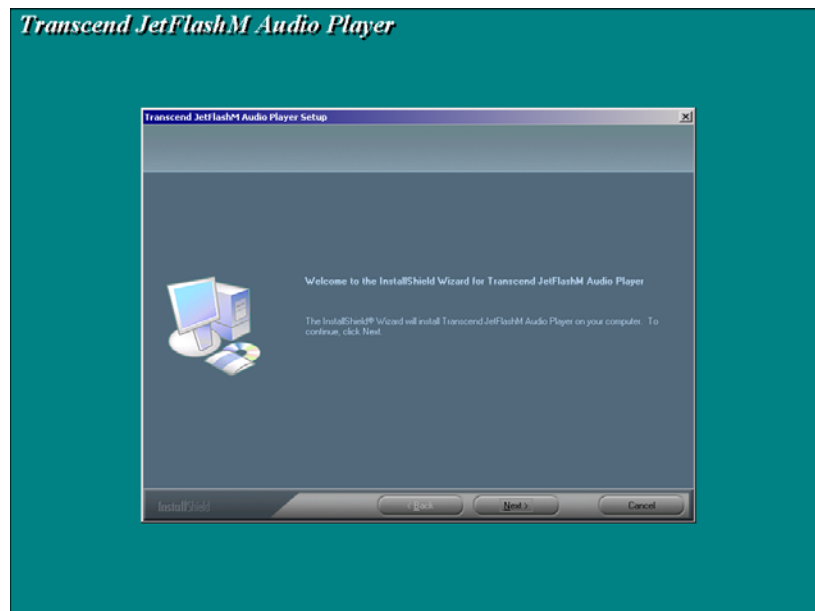 Transcend JetFlashM Audio Player
Transcend JetFlashM Audio Player Setup
Welcome to the InstallShield Wizard for Transcend JetFlashM Audio Player
The InstallShield® Wizard will install Transcend JetFlashM Audio Player on your computer. To
continue, click Next.
InstallShield
< Back
Next >
Cancel